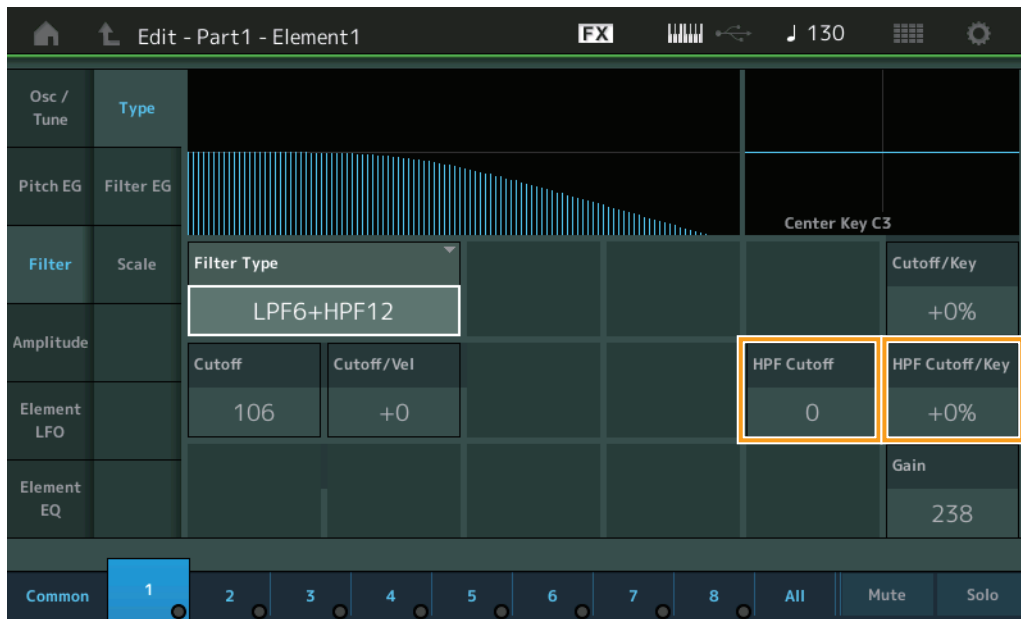 Edit - Part1 - Element1
FX
130
Osc /
Tune
Type
Pitch EG
Filter EG
Center Key C3
Filter
Scale
Filter Type
LPF6+HPF12
Cutoff/Key
+0%
Amplitude
Cutoff
106
Cutoff/Vel
+0
HPF Cutoff
0
HPF Cutoff/Key
+0%
Element
LFO
Element
EQ
Gain
238
Common
1
2
3
4
5
6
7
8
All
Mute
Solo